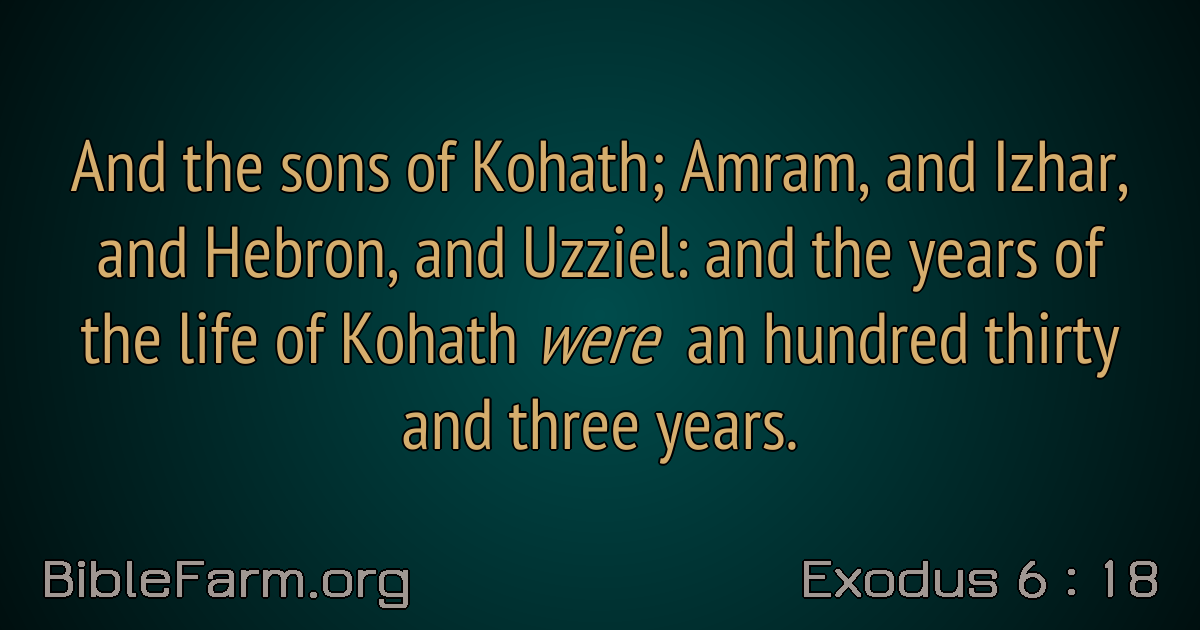 And the sons of Kohath; Amram, and Izhar,
and Hebron, and Uzziel: and the years of
the life of Kohath were an hundred thirty
and three years.
BibleFarm.org
Exodus 6 : 18